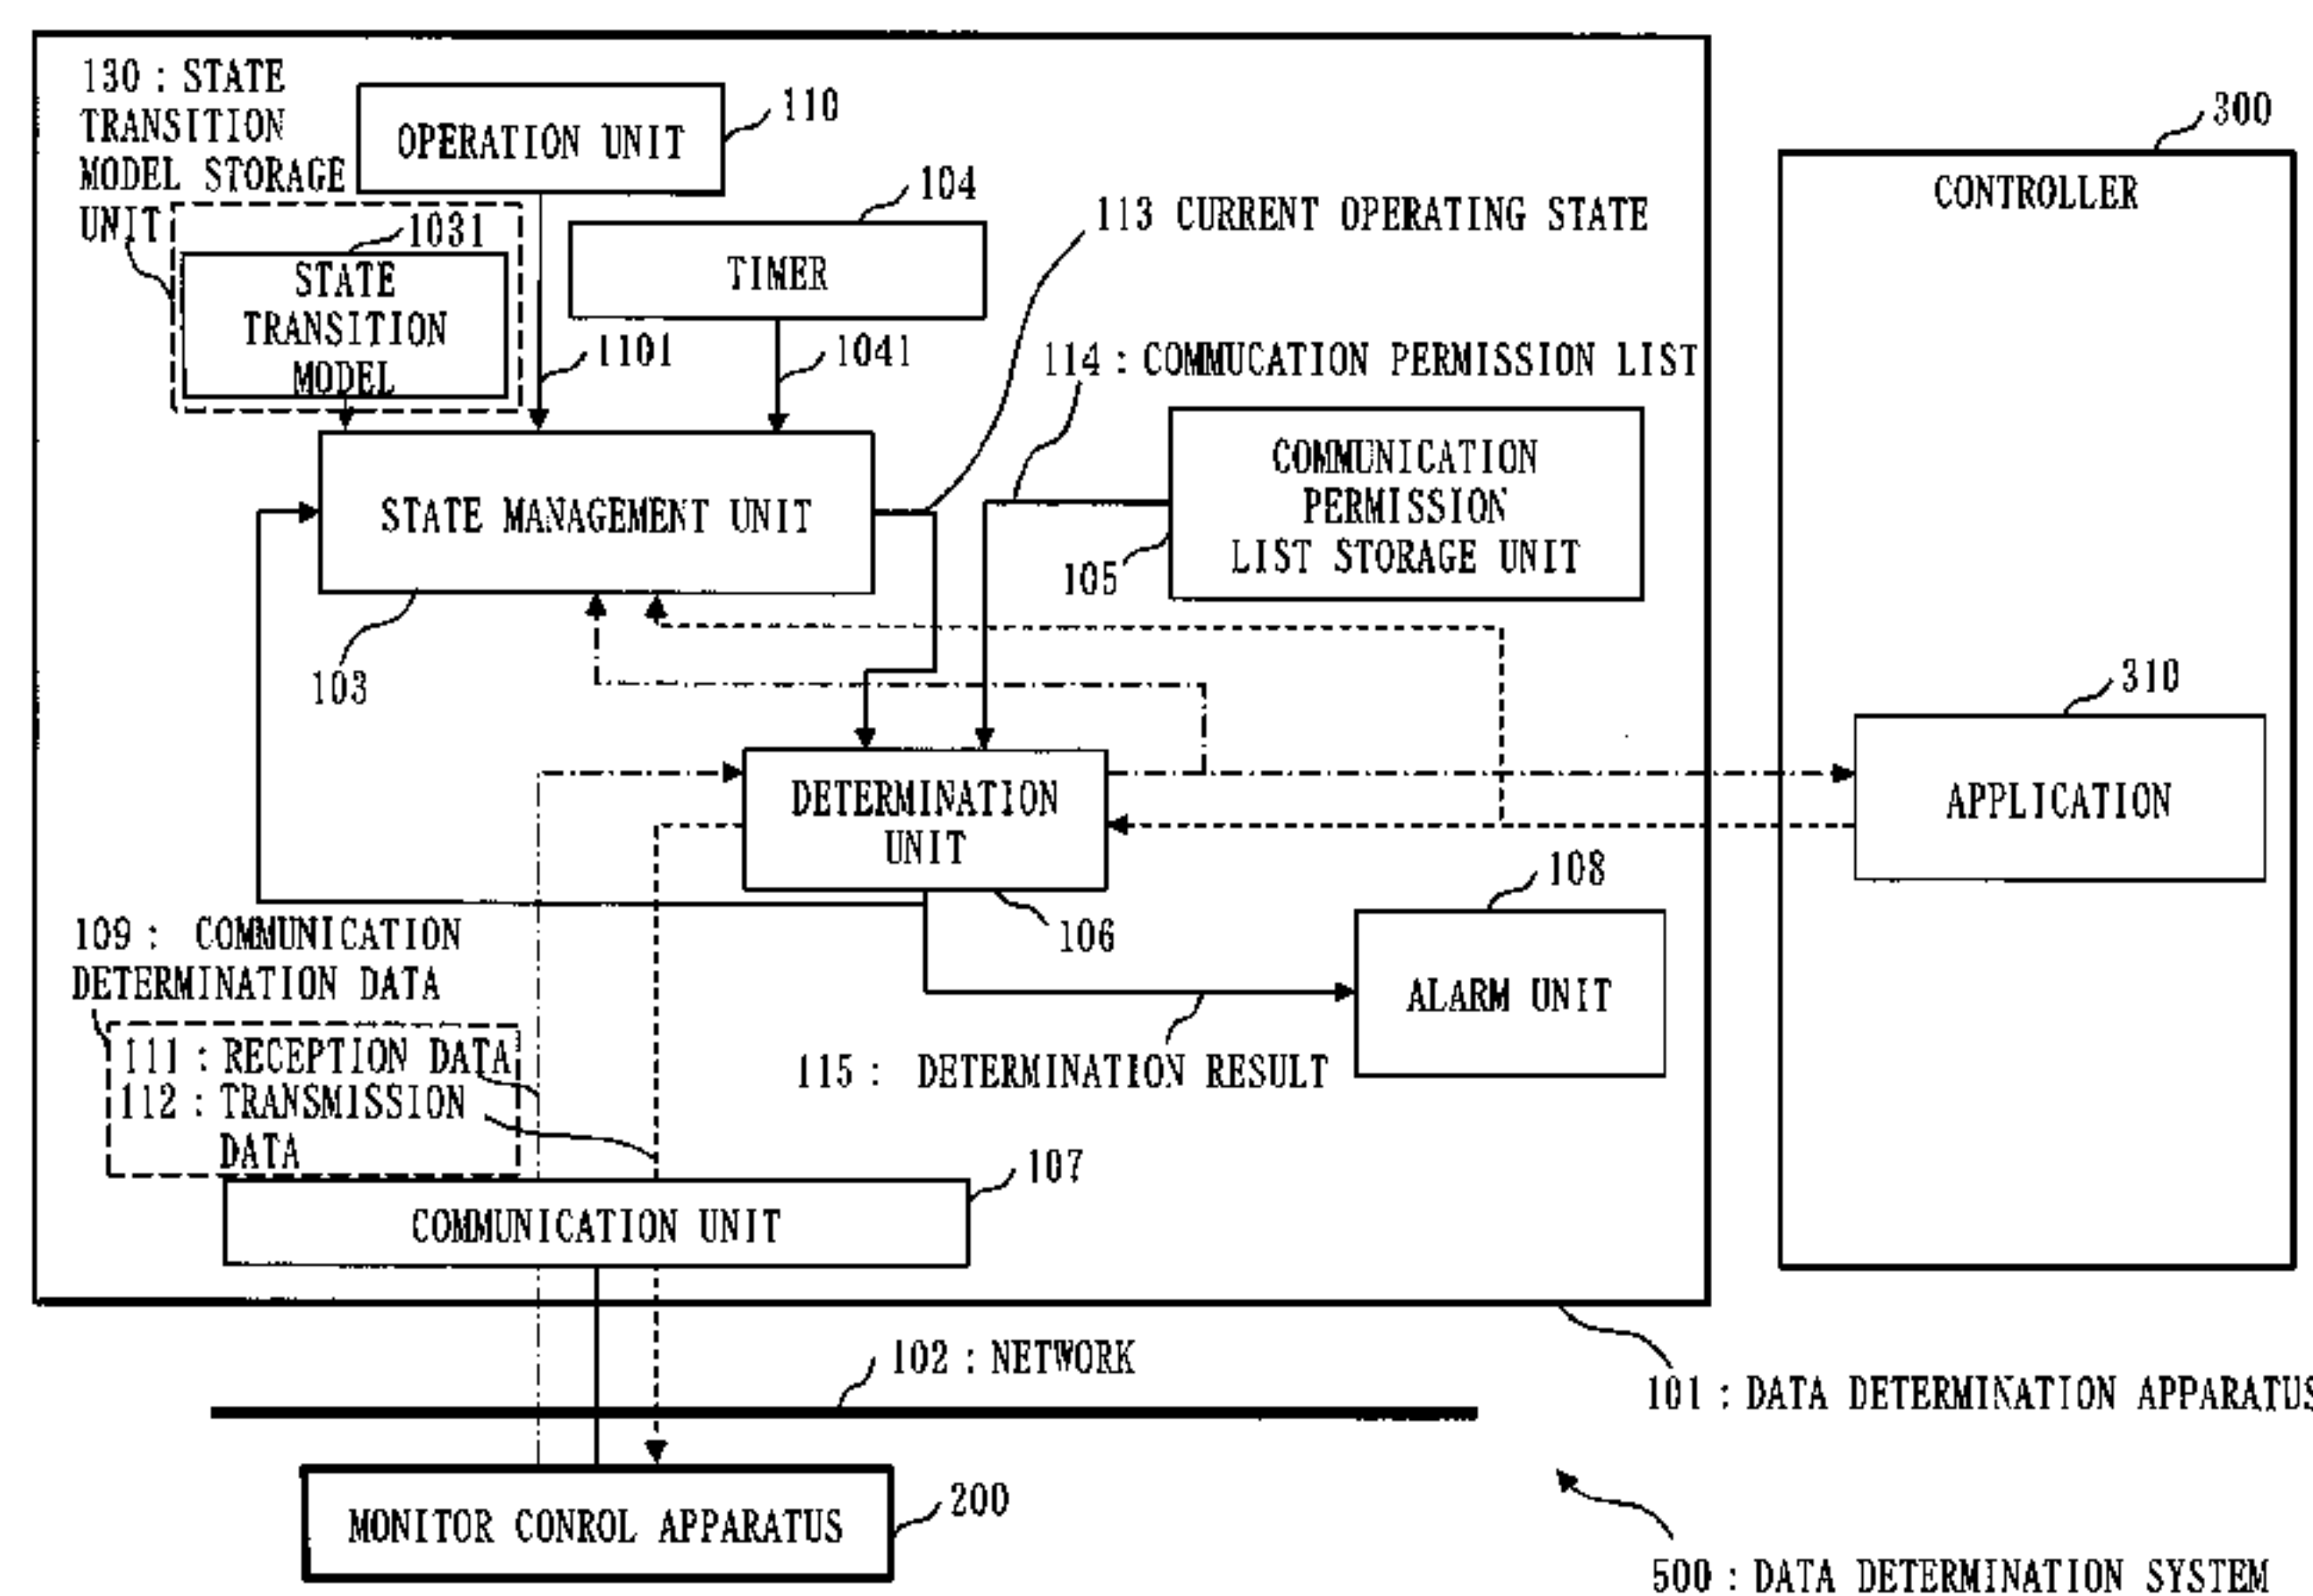 130 : STATE
TRANSITION
MODEL STORAGE
UNIT
OPERATION UNIT
110
300
CONTROLLER
104
1031
113 CURRENT OPERATING STATE
TIMER
STATE
TRANSITION
MODEL
1101
1041
114 : COMMUCATION PERMISSION LIST
COMMUNICATION
PERMISSION
LIST STORAGE UNIT
STATE MANAGEMENT UNIT
105
103
310
DETERMINATION
UNIT
APPLICATION
108
109 : COMMUNICATION
DETERMINATION DATA
106
ALARM UNIT
111 : RECEPTION DATA
112 : TRANSMISSION
DATA
115 : DETERMINATION RESULT
107
COMMUNICATION UNIT
102 : NETWORK
101 : DATA DETERMINATION APPARATUS
MONITOR CONROL APPARATUS
200
500 : DATA DETERMINATION SYSTEM